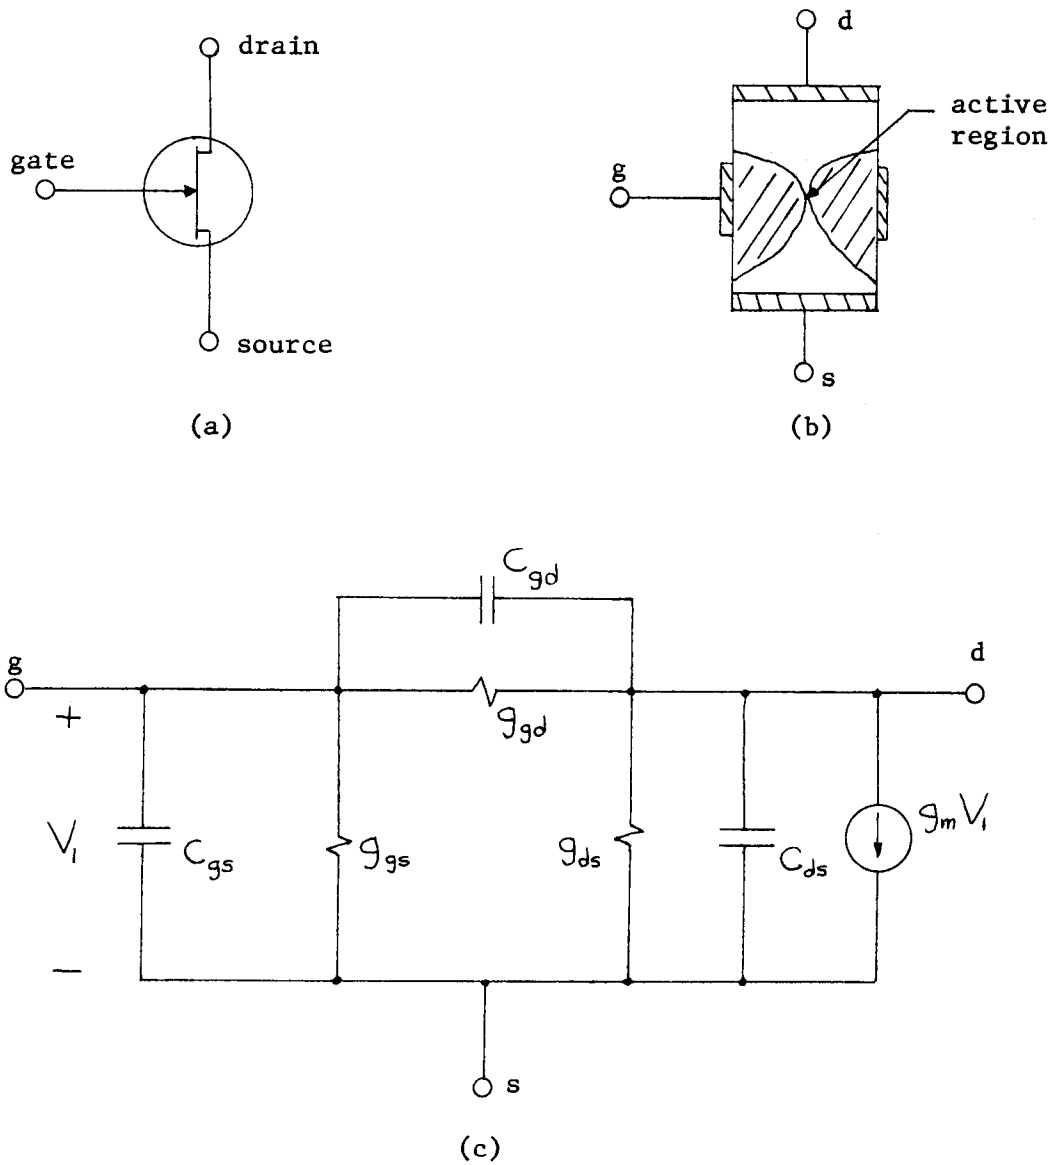 drain
gate
source
(a)
d
active
region
g
s
(b)
C_gd
g
d
+
g_gd
V_1
C_gs
g_gs
g_ds
C_ds
g_m V_1
−
s
(c)